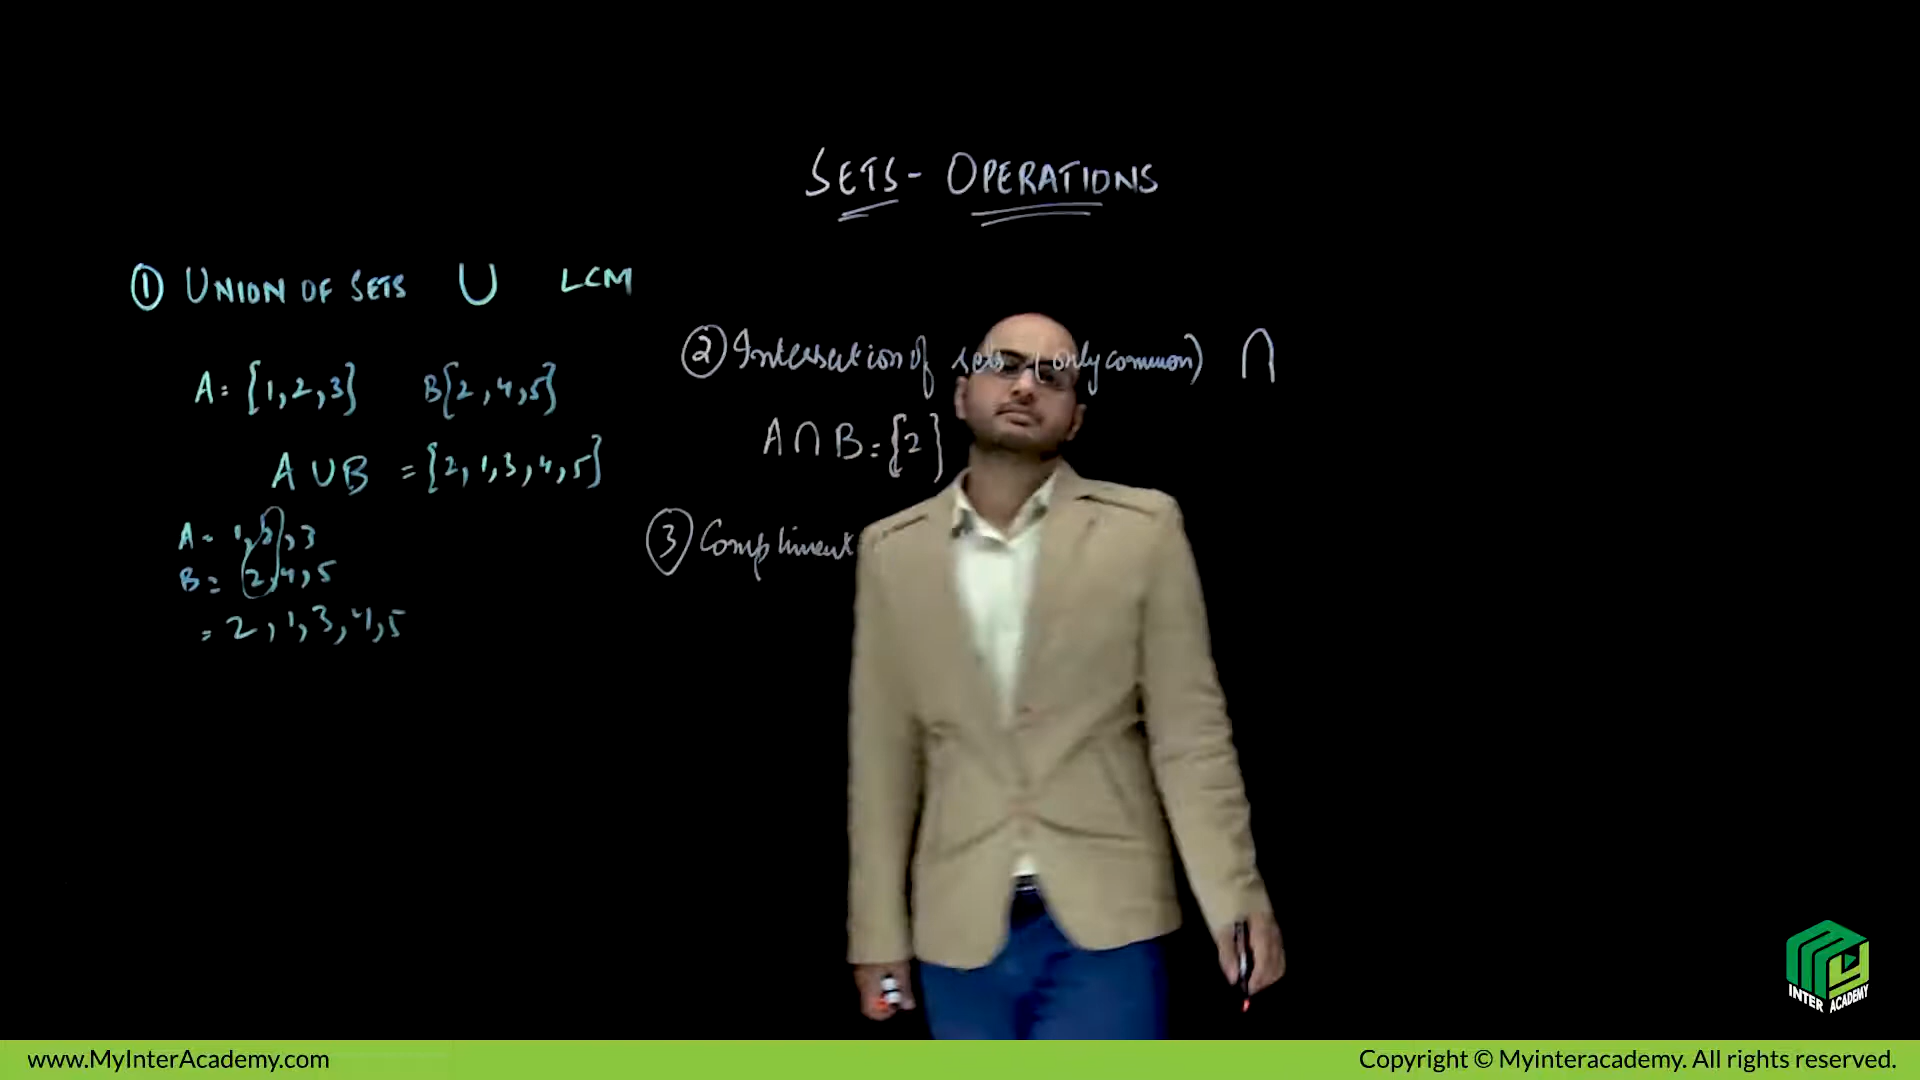 SETS - OPERATIONS
① UNION OF SETS ∪ LCM
A = {1, 2, 3} B{2, 4, 5}
A ∪ B = {2, 1, 3, 4, 5}
A = 1, 2, 3
B = 2, 4, 5
= 2, 1, 3, 4, 5
② Intersection of sets (only common) ∩
A ∩ B = {2}
③ Compliment
INTER ACADEMY
www.MyInterAcademy.com
Copyright © Myinteracademy. All rights reserved.